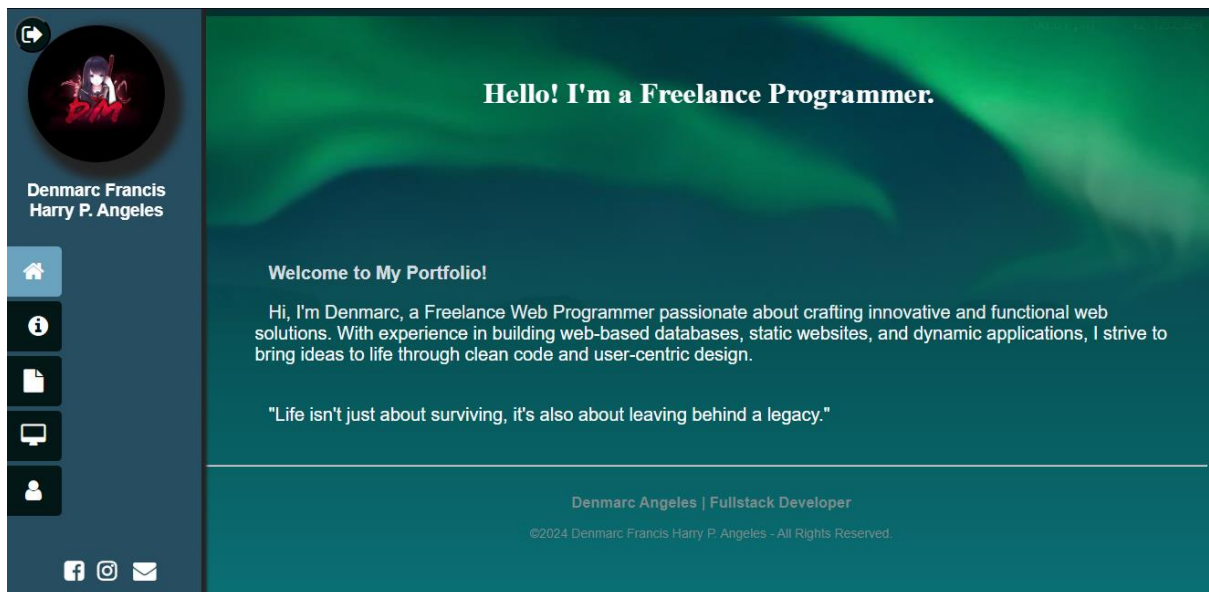 DM
Denmarc Francis
Harry P. Angeles
Hello! I'm a Freelance Programmer.
Welcome to My Portfolio!
Hi, I'm Denmarc, a Freelance Web Programmer passionate about crafting innovative and functional web
solutions. With experience in building web-based databases, static websites, and dynamic applications, I strive to
bring ideas to life through clean code and user-centric design.
"Life isn't just about surviving, it's also about leaving behind a legacy."
Denmarc Angeles | Fullstack Developer
©2024 Denmarc Francis Harry P. Angeles - All Rights Reserved.